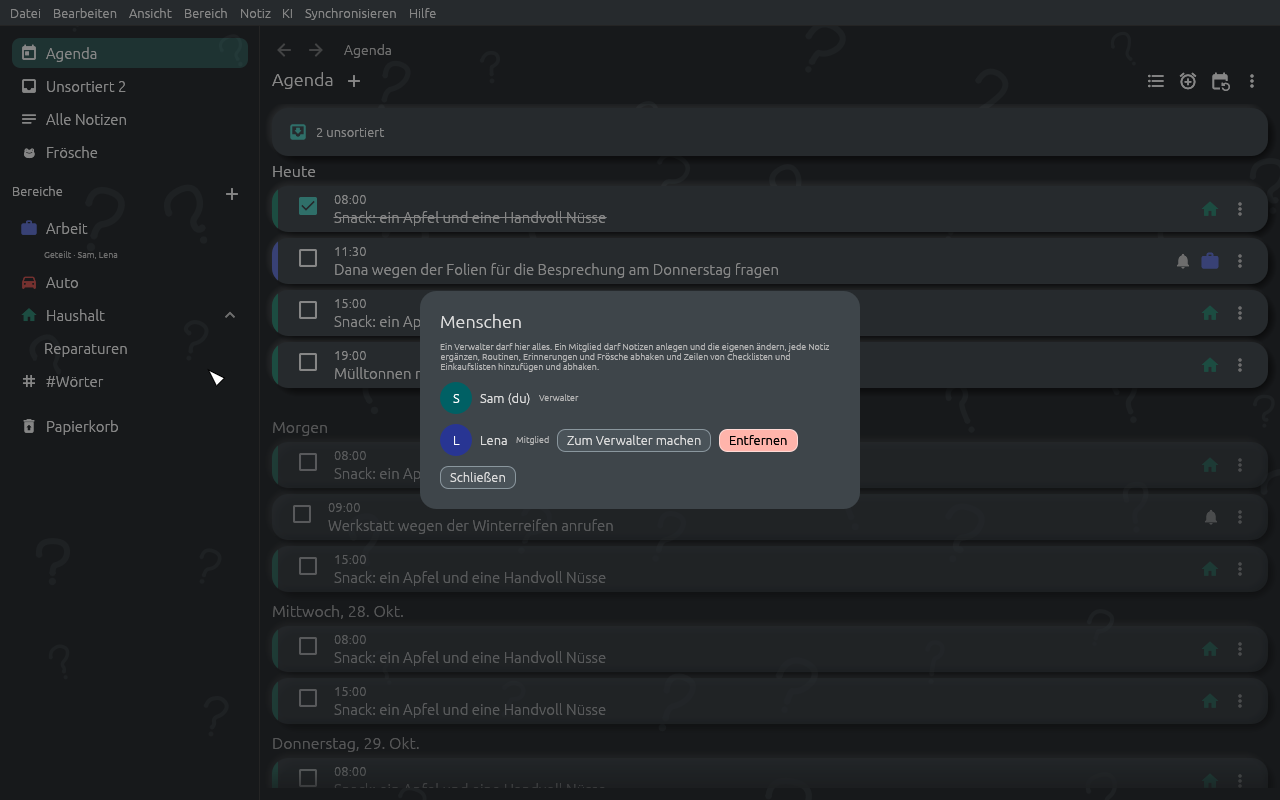 Datei Bearbeiten Ansicht Bereich Notiz KI Synchronisieren Hilfe
Agenda
Unsortiert 2
Alle Notizen
Frösche
Bereiche
Arbeit
Geteilt · Sam, Lena
Auto
Haushalt
Reparaturen
#Wörter
Papierkorb
Agenda
Agenda
2 unsortiert
Heute
08:00
Snack: ein Apfel und eine Handvoll Nüsse
11:30
Dana wegen der Folien für die Besprechung am Donnerstag fragen
15:00
Snack: ein Ap
19:00
Mülltonnen
Morgen
08:00
Snack: ein Ap
09:00
Werkstatt wegen der Winterreifen anrufen
15:00
Snack: ein Apfel und eine Handvoll Nüsse
Mittwoch, 28. Okt.
08:00
Snack: ein Apfel und eine Handvoll Nüsse
15:00
Snack: ein Apfel und eine Handvoll Nüsse
Donnerstag, 29. Okt.
08:00
Snack: ein Apfel und eine Handvoll Nüsse
Menschen
Ein Verwalter darf hier alles. Ein Mitglied darf Notizen anlegen und die eigenen ändern, jede Notiz
ergänzen, Routinen, Erinnerungen und Frösche abhaken und Zeilen von Checklisten und
Einkaufslisten hinzufügen und abhaken.
S Sam (du) Verwalter
L Lena Mitglied Zum Verwalter machen Entfernen
Schließen